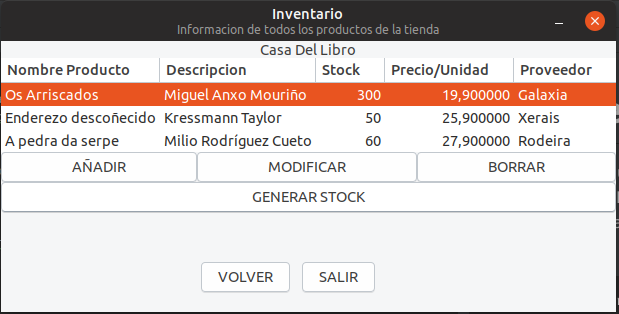 Inventario
Informacion de todos los productos de la tienda
Casa Del Libro
Nombre Producto Descripcion Stock Precio/Unidad Proveedor
Os Arriscados Miguel Anxo Mouriño 300 19,900000 Galaxia
Enderezo descoñecido Kressmann Taylor 50 25,900000 Xerais
A pedra da serpe Milio Rodríguez Cueto 60 27,900000 Rodeira
AÑADIR MODIFICAR BORRAR
GENERAR STOCK
VOLVER SALIR